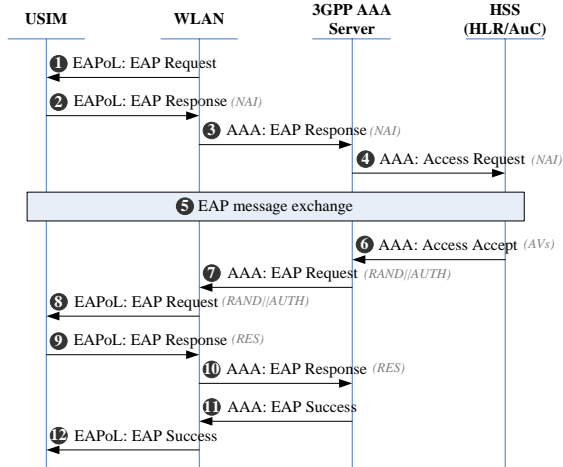 USIM WLAN 3GPP AAA HSS
Server (HLR/AuC)
1 EAPoL: EAP Request
2 EAPoL: EAP Response (NAI)
3 AAA: EAP Response (NAI)
4 AAA: Access Request (NAI)
5 EAP message exchange
6 AAA: Access Accept (AVs)
7 AAA: EAP Request (RAND||AUTH)
8 EAPoL: EAP Request (RAND||AUTH)
9 EAPoL: EAP Response (RES)
10 AAA: EAP Response (RES)
11 AAA: EAP Success
12 EAPoL: EAP Success